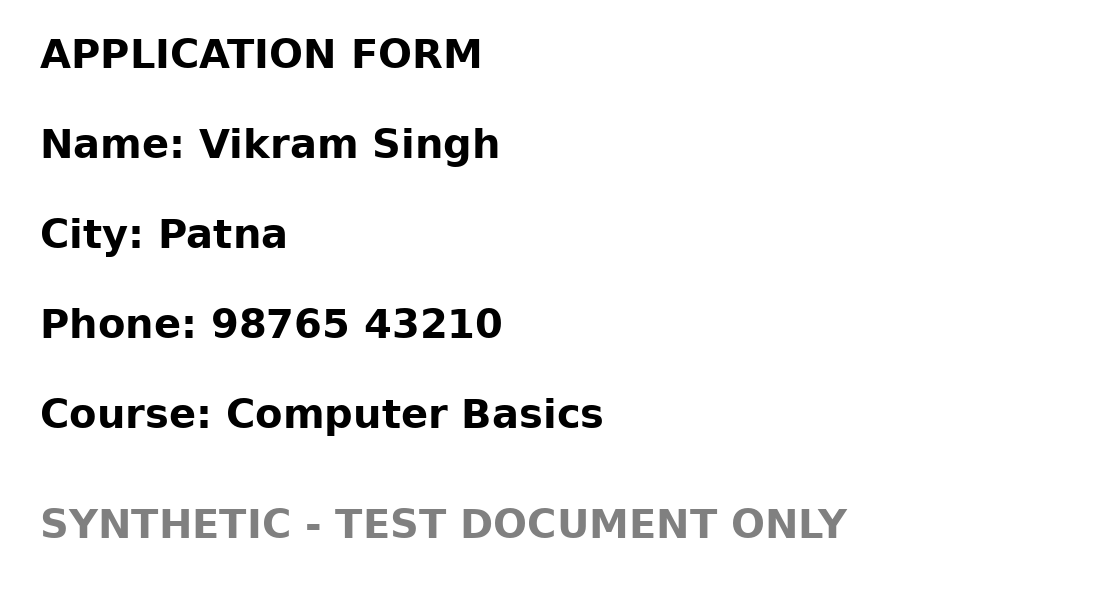 APPLICATION FORM
Name: Vikram Singh
City: Patna
Phone: 98765 43210
Course: Computer Basics
SYNTHETIC - TEST DOCUMENT ONLY